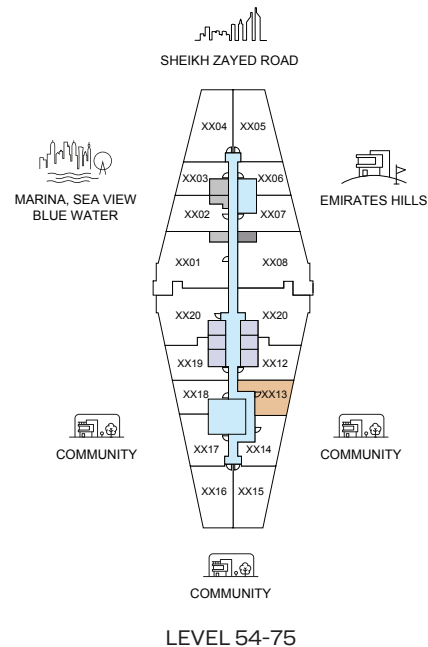 SHEIKH ZAYED ROAD
XX04 XX05
XX03 XX06
MARINA, SEA VIEW
BLUE WATER
EMIRATES HILLS
XX02 XX07
XX01 XX08
XX20 XX20
XX19 XX12
XX18 XX13
XX17 XX14
COMMUNITY
COMMUNITY
XX16 XX15
COMMUNITY
LEVEL 54-75